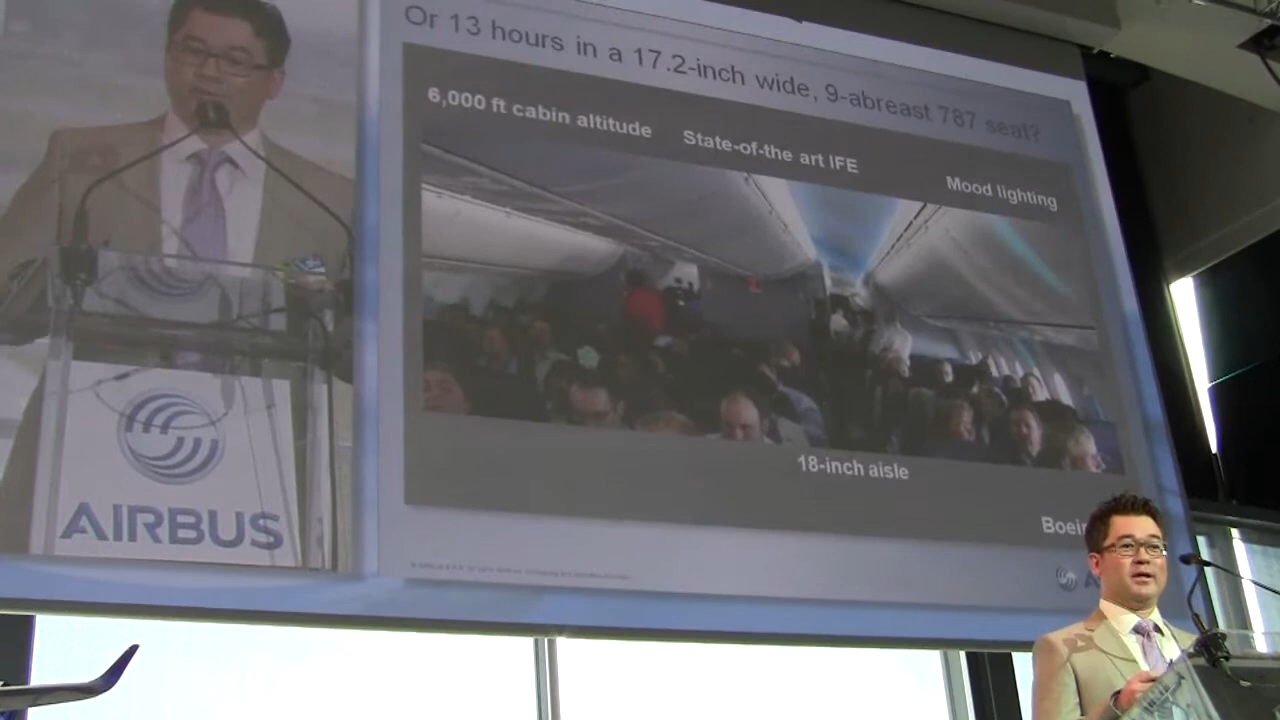 Or 13 hours in a 17.2-inch wide, 9-abreast 787 seat?
6,000 ft cabin altitude
State-of-the art IFE
Mood lighting
18-inch aisle
Boein
AIRBUS